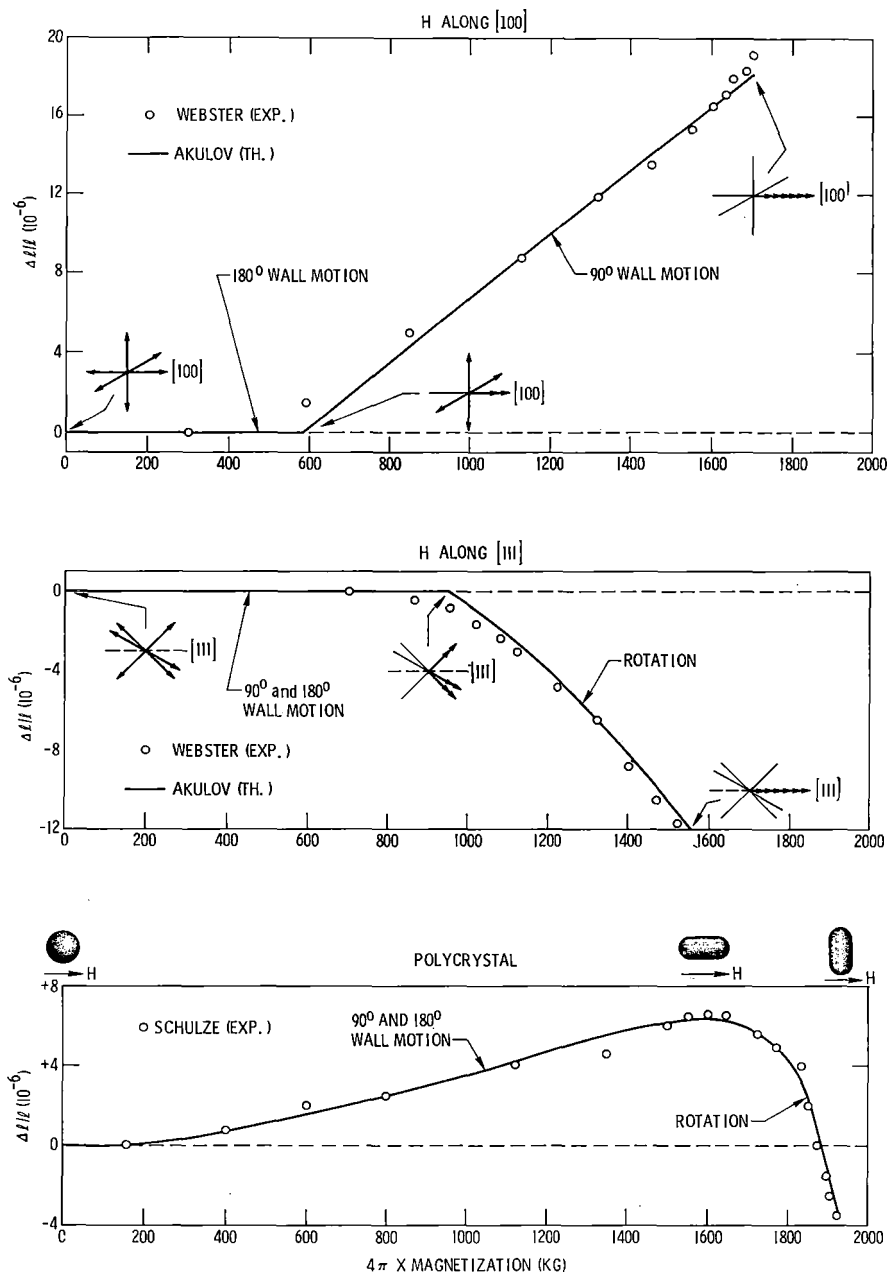 H ALONG [100]
20
16
12
8
4
0
Δℓ/ℓ (10⁻⁶)
○ WEBSTER (EXP.)
— AKULOV (TH.)
180⁰ WALL MOTION
90⁰ WALL MOTION
[100]
[100]
[100]
0 200 400 600 800 1000 1200 1400 1600 1800 2000
H ALONG [111]
0
-4
-8
-12
Δℓ/ℓ (10⁻⁶)
[111]
[111]
[111]
90⁰ and 180⁰
WALL MOTION
ROTATION
○ WEBSTER (EXP.)
— AKULOV (TH.)
0 200 400 600 800 1000 1200 1400 1600 1800 2000
POLYCRYSTAL
H
H
H
+8
+4
0
-4
Δℓ/ℓ (10⁻⁶)
○ SCHULZE (EXP.)
90⁰ AND 180⁰
WALL MOTION
ROTATION
0 200 400 600 800 1000 1200 1400 1600 1800 2000
4π X MAGNETIZATION (KG)